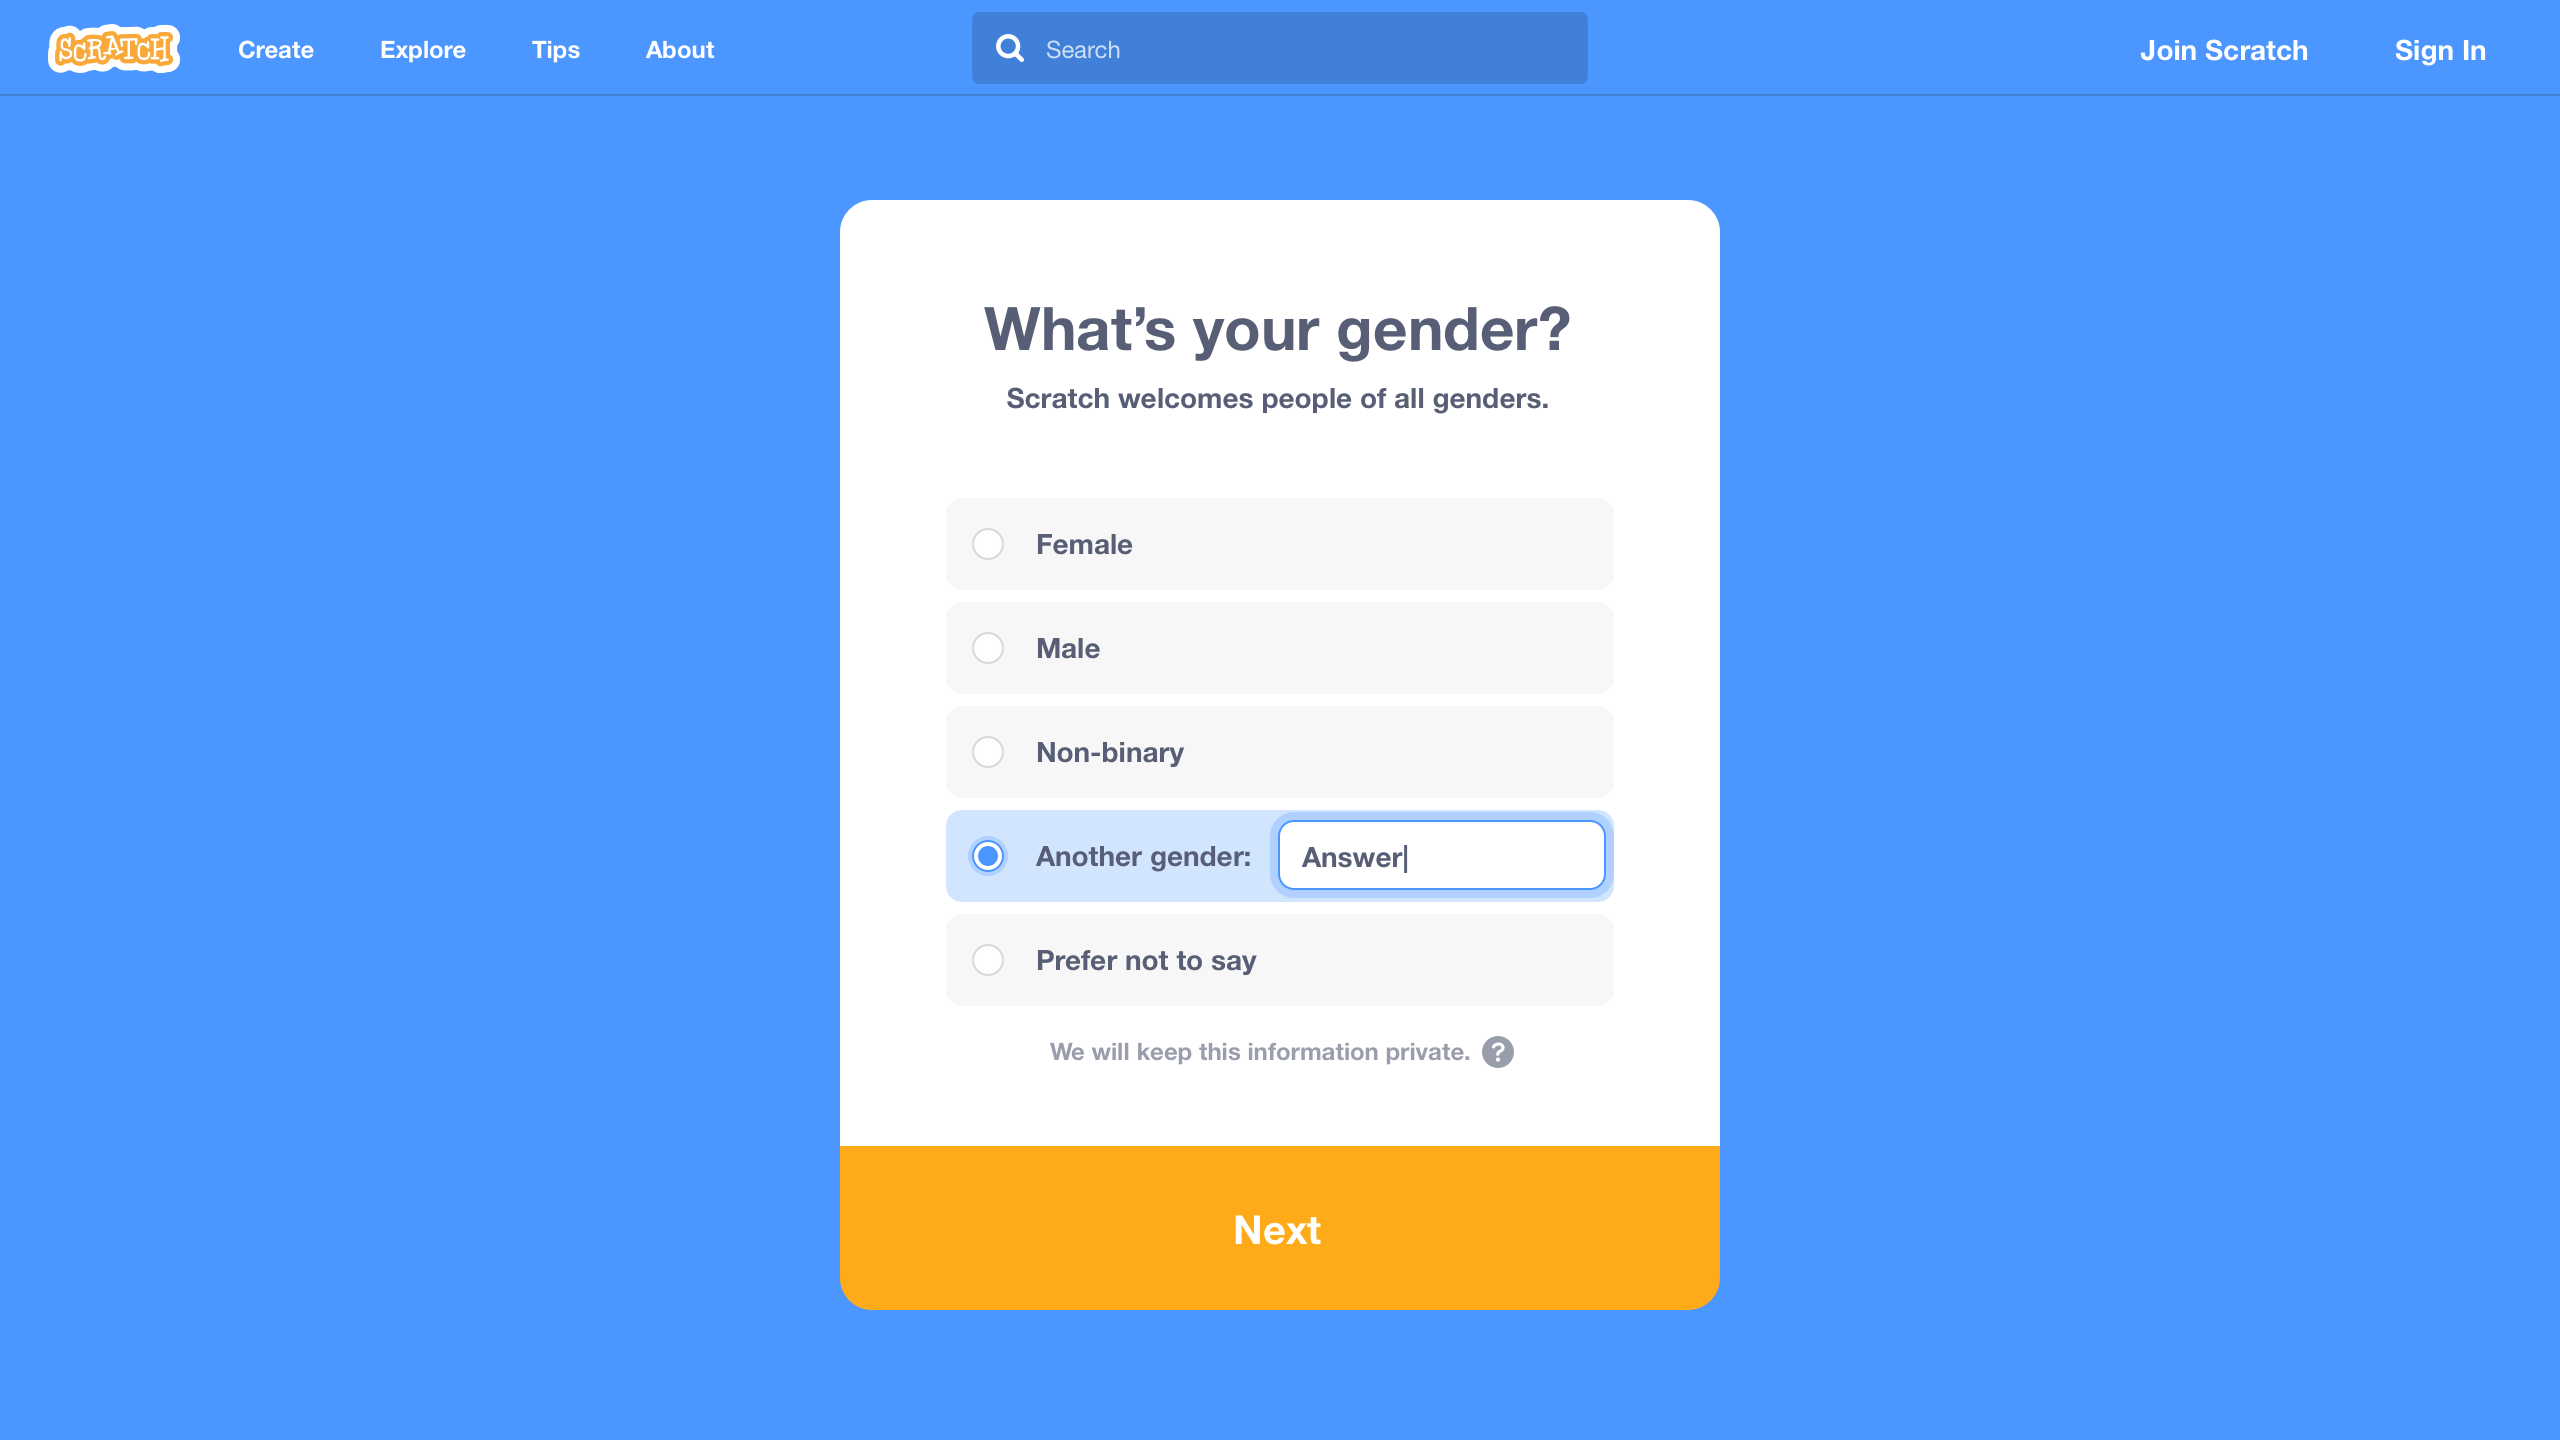 SCRATCH
Create
Explore
Tips
About
Search
Join Scratch
Sign In
What’s your gender?
Scratch welcomes people of all genders.
Female
Male
Non-binary
Another gender:
Answer
Prefer not to say
We will keep this information private. ?
Next